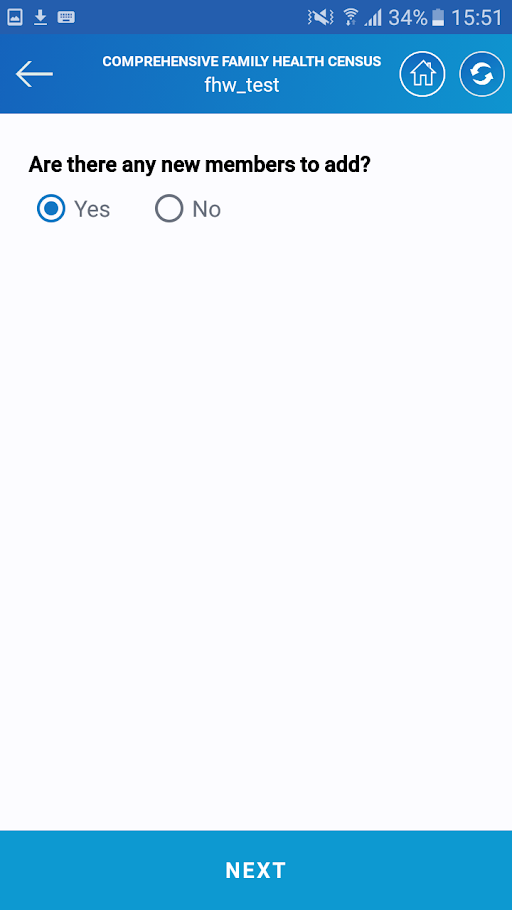 34% 15:51
COMPREHENSIVE FAMILY HEALTH CENSUS
fhw_test
Are there any new members to add?
Yes No
NEXT